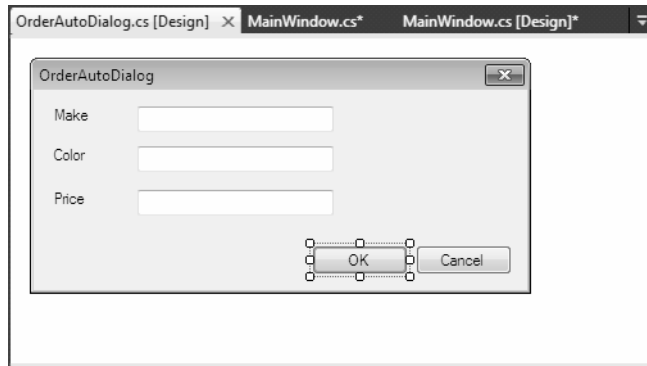 OrderAutoDialog.cs [Design] MainWindow.cs* MainWindow.cs [Design]*
OrderAutoDialog
Make
Color
Price
OK Cancel